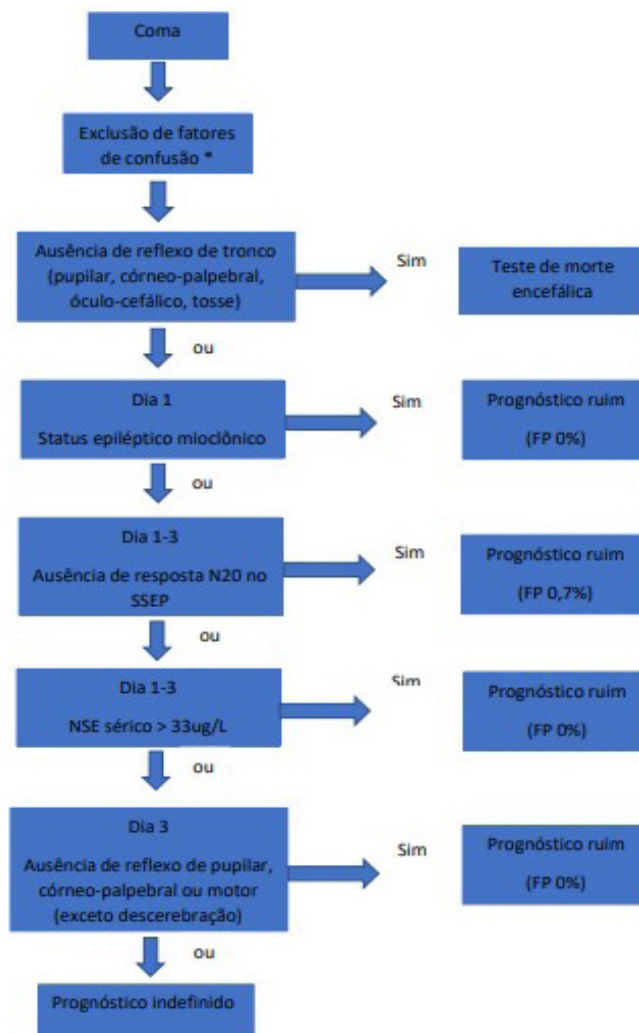 Coma
Exclusão de fatores
de confusão *
Ausência de reflexo de tronco
(pupilar, córneo-palpebral,
óculo-cefálico, tosse)
Sim
Teste de morte
encefálica
ou
Dia 1
Status epiléptico mioclônico
Sim
Prognóstico ruim
(FP 0%)
ou
Dia 1-3
Ausência de resposta N20 no
SSEP
Sim
Prognóstico ruim
(FP 0,7%)
ou
Dia 1-3
NSE sérico > 33ug/L
Sim
Prognóstico ruim
(FP 0%)
ou
Dia 3
Ausência de reflexo de pupilar,
córneo-palpebral ou motor
(exceto descerebração)
Sim
Prognóstico ruim
(FP 0%)
ou
Prognóstico indefinido